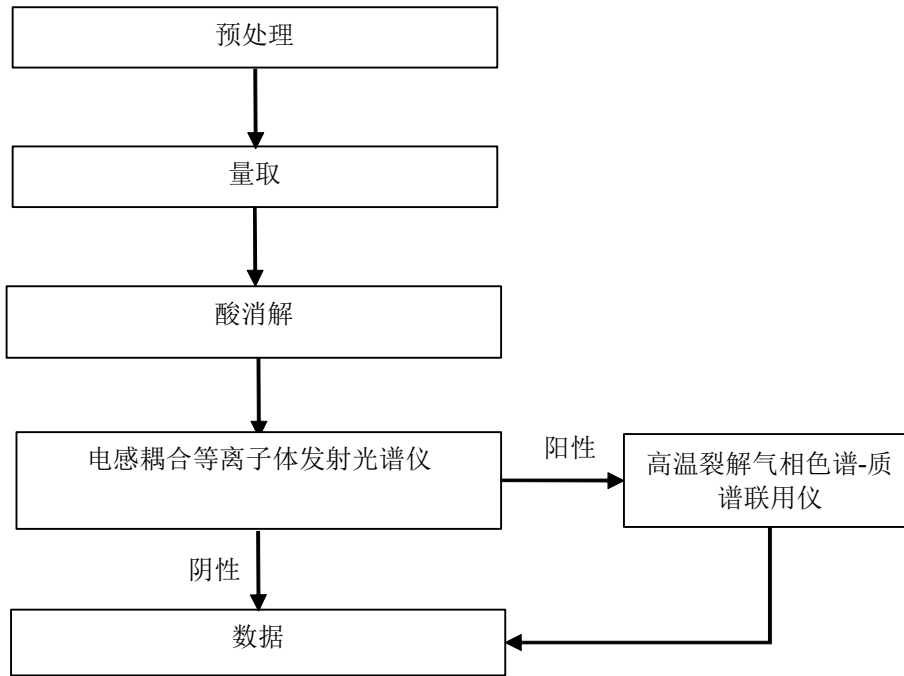 预处理
量取
酸消解
电感耦合等离子体发射光谱仪
阳性
高温裂解气相色谱-质
谱联用仪
阴性
数据